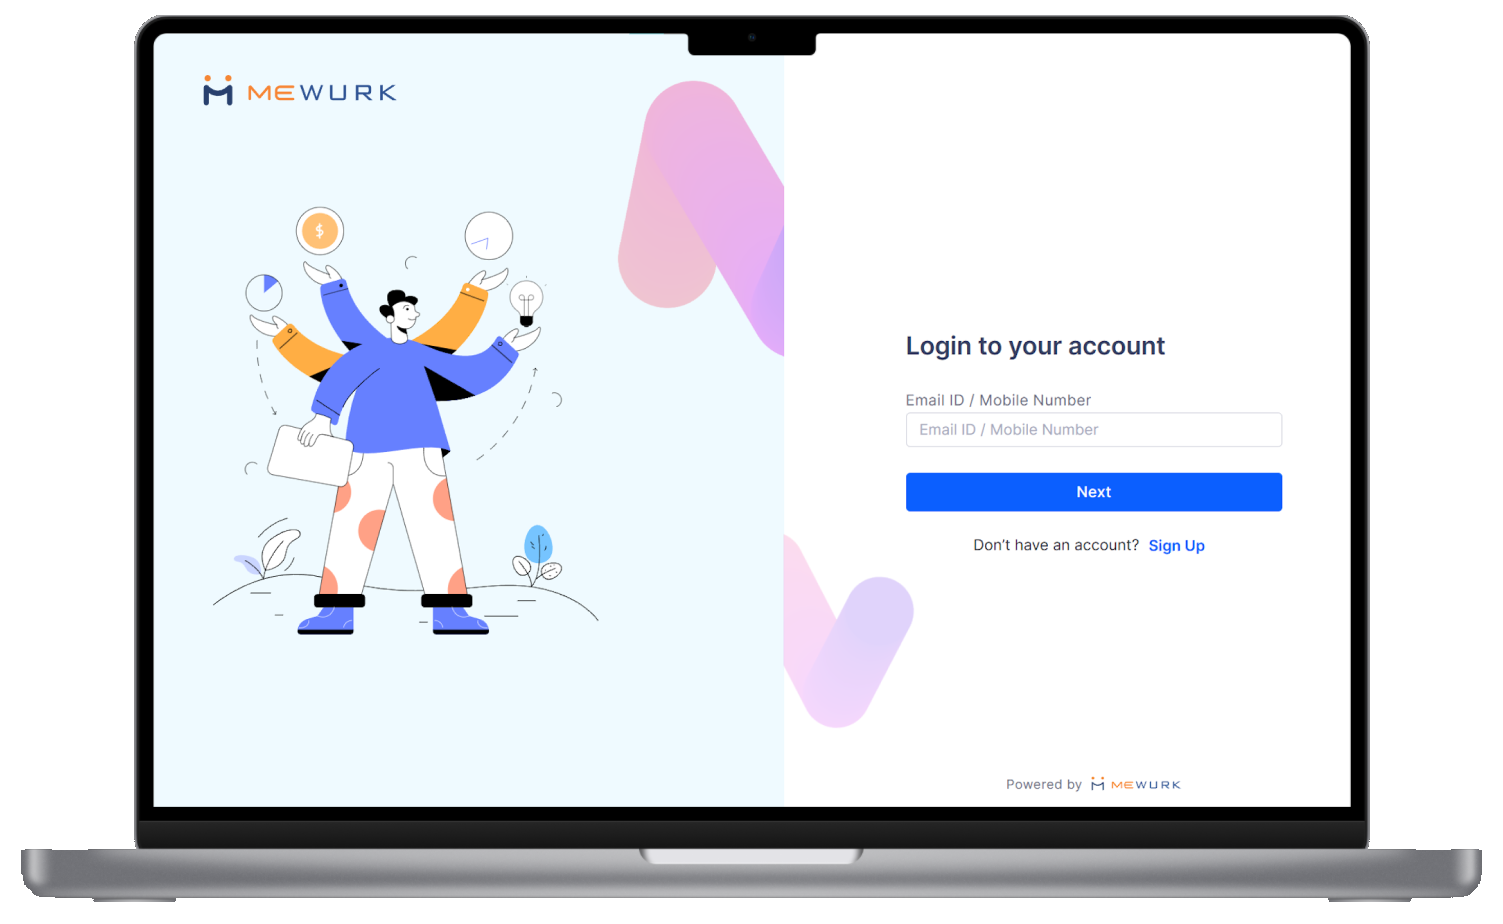 MEWURK
$
Login to your account
Email ID / Mobile Number
Email ID / Mobile Number
Next
Don't have an account? Sign Up
Powered by MEWURK